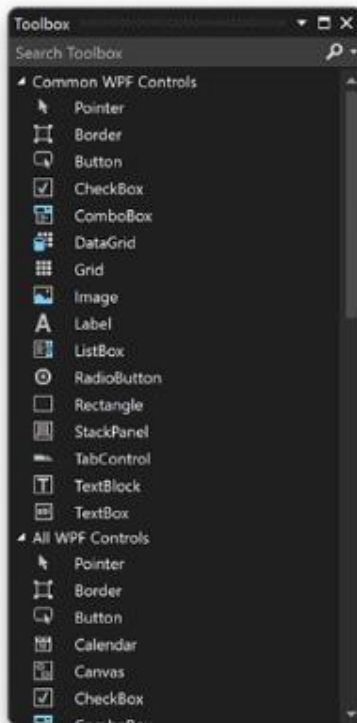 Toolbox
Search Toolbox
Common WPF Controls
Pointer
Border
Button
CheckBox
ComboBox
DataGrid
Grid
Image
Label
ListBox
RadioButton
Rectangle
StackPanel
TabControl
TextBlock
TextBox
All WPF Controls
Pointer
Border
Button
Calendar
Canvas
CheckBox
ComboBox